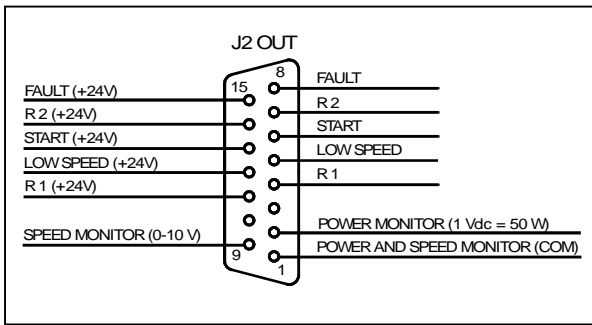 J2 OUT
15
8
FAULT (+24V)
FAULT
R 2 (+24V)
R 2
START (+24V)
START
LOW SPEED (+24V)
LOW SPEED
R 1 (+24V)
R 1
SPEED MONITOR (0-10 V)
POWER MONITOR (1 Vdc = 50 W)
POWER AND SPEED MONITOR (COM)
9
1